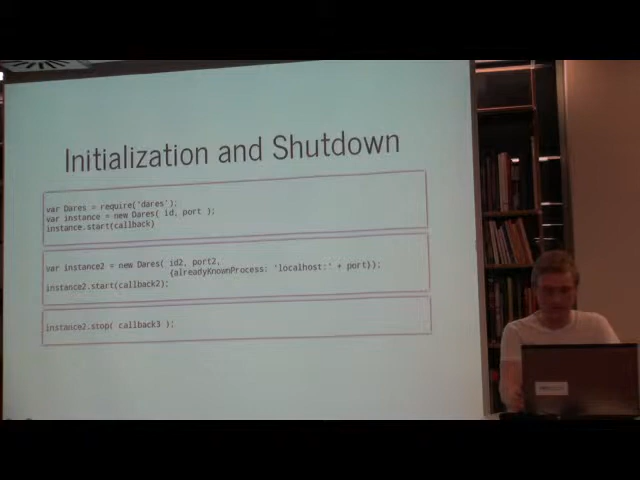 Initialization and Shutdown
var Dares = require('dares');
var instance = new Dares( id, port );
instance.start(callback)
var instance2 = new Dares( id2, port2,
{alreadyKnownProcess: 'localhost:' + port});
instance2.start(callback2);
instance2.stop( callback3 );